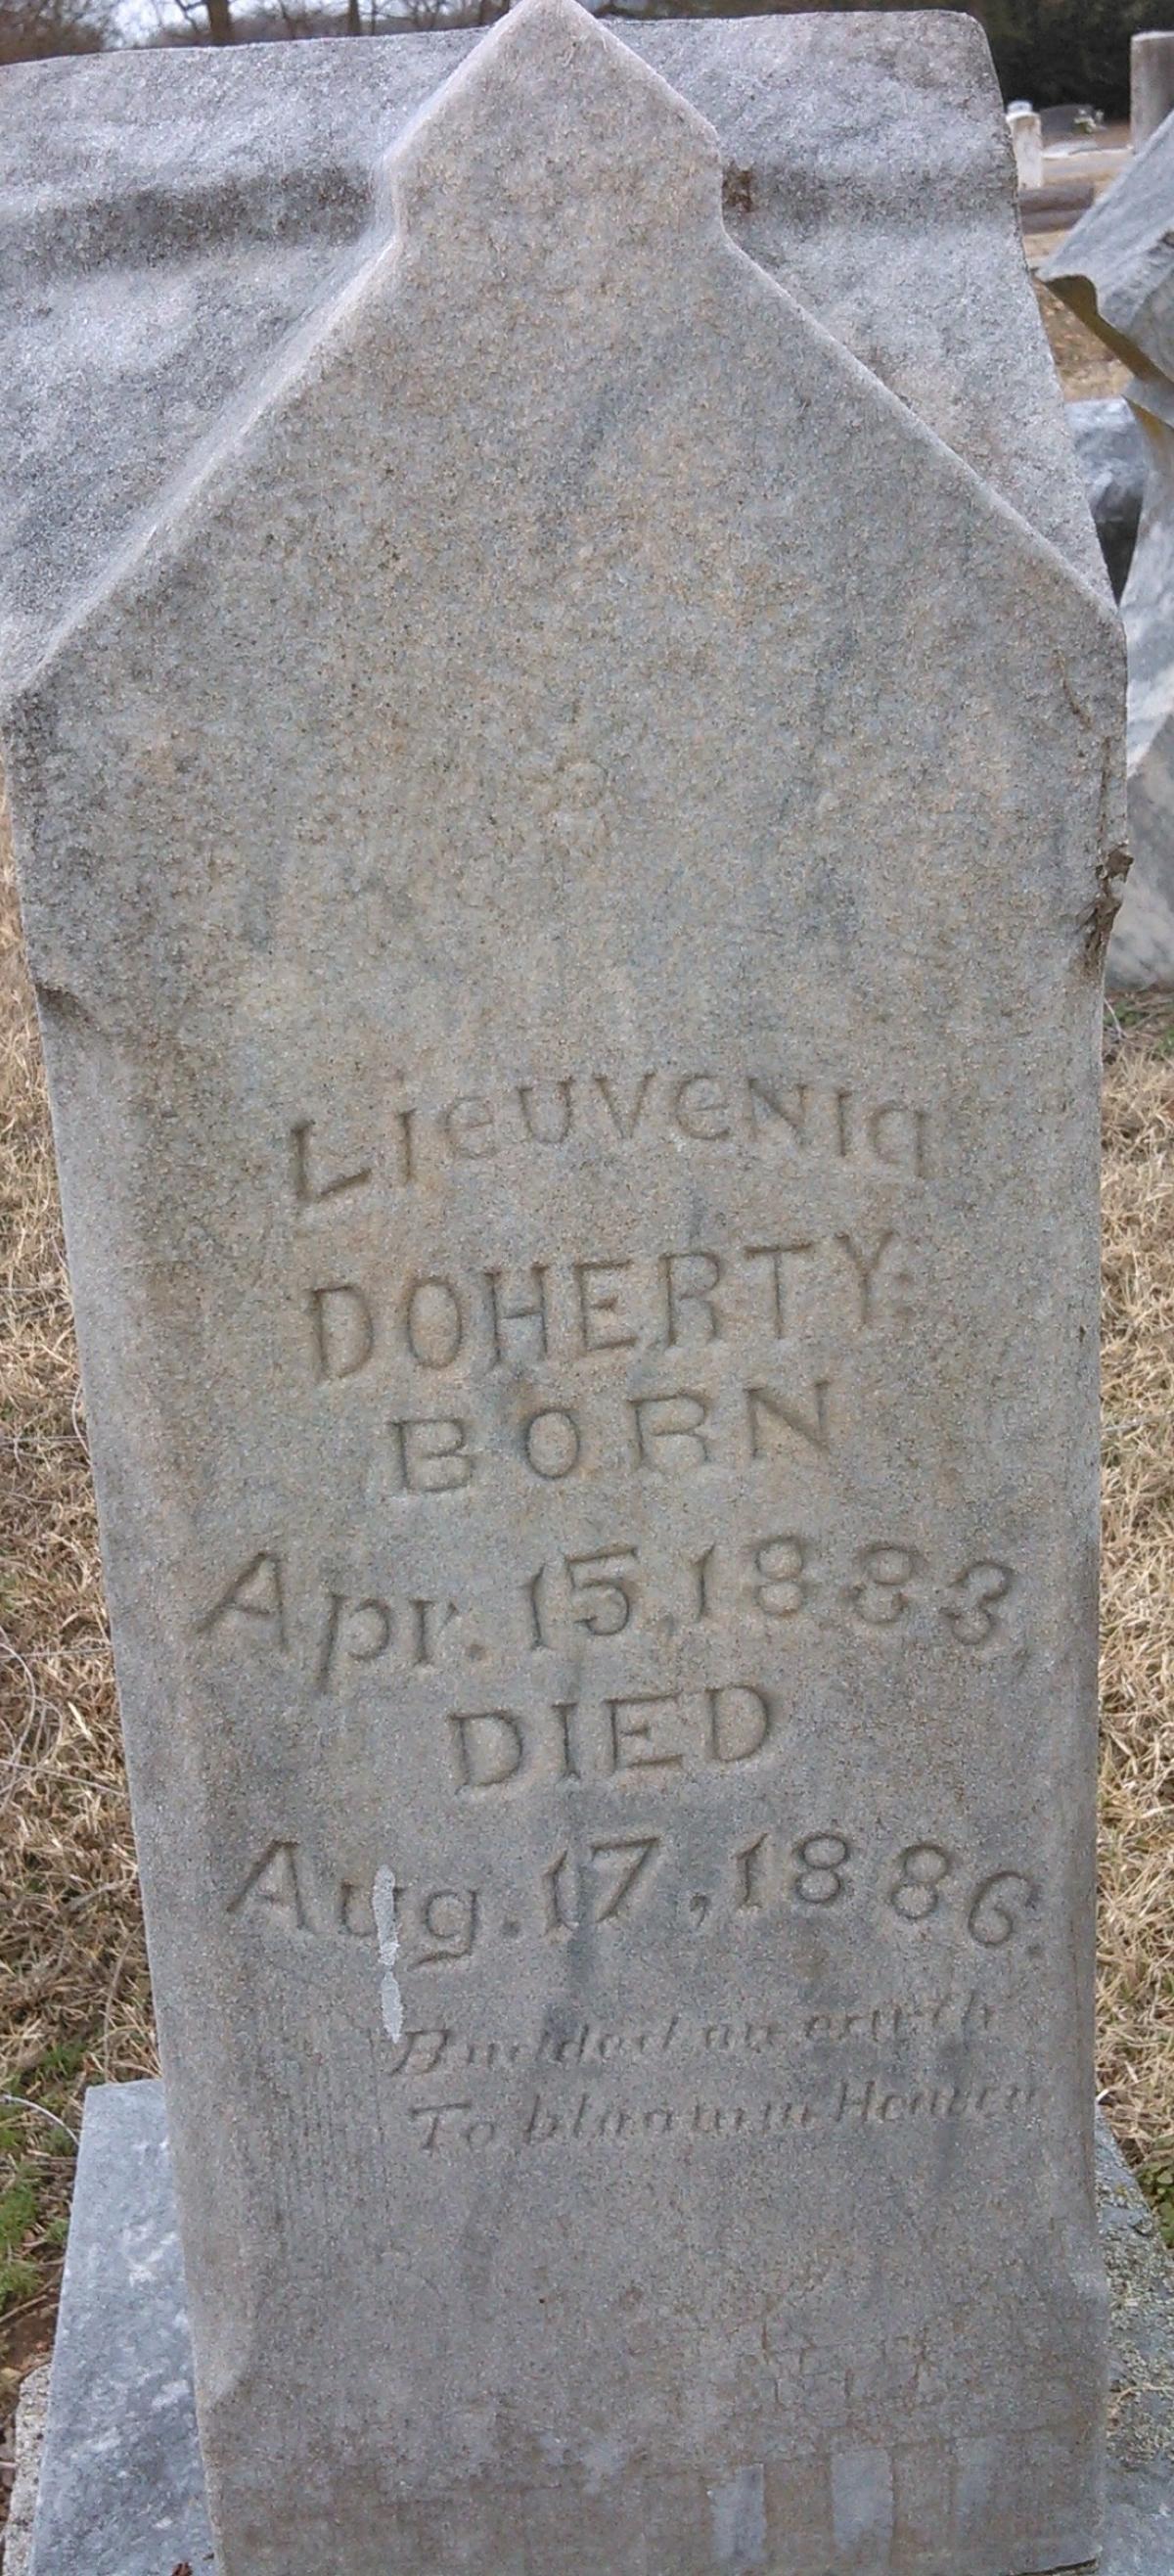 Lieuvenia
DOHERTY.
BORN
Apr. 15, 1883,
DIED
Aug. 17, 1886.
Budded on earth
To bloom in Heaven